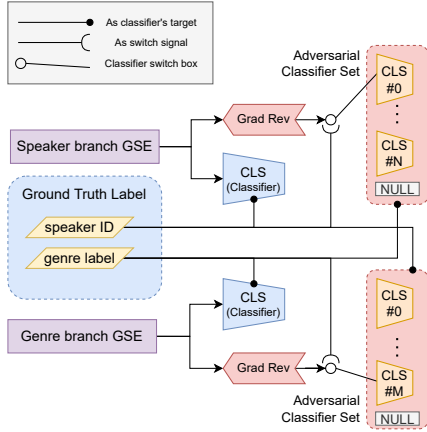 As classifier's target
As switch signal
Classifier switch box
Adversarial
Classifier Set
CLS
#0
Grad Rev
Speaker branch GSE
CLS
#N
CLS
(Classifier)
NULL
Ground Truth Label
speaker ID
genre label
CLS
(Classifier)
CLS
#0
Genre branch GSE
Grad Rev
CLS
#M
Adversarial
Classifier Set
NULL